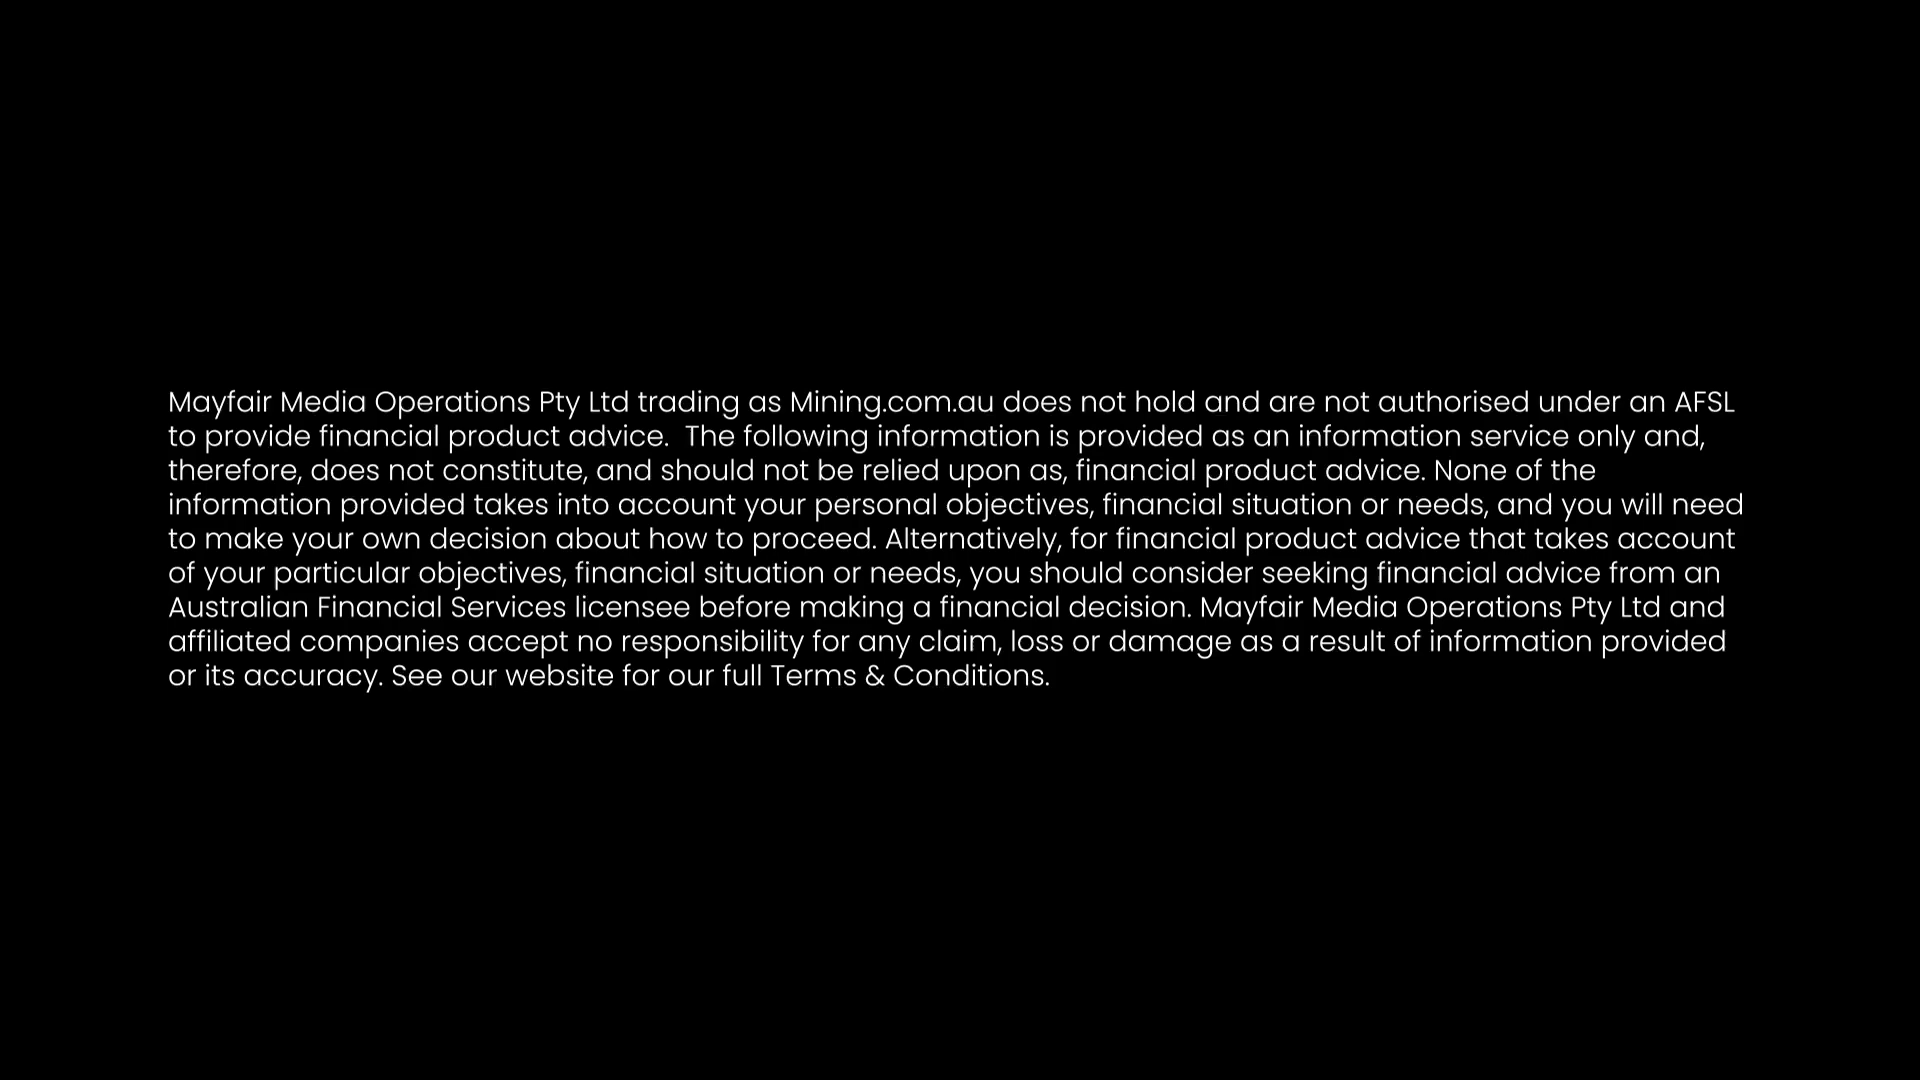 Mayfair Media Operations Pty Ltd trading as Mining.com.au does not hold and are not authorised under an AFSL
to provide financial product advice.  The following information is provided as an information service only and,
therefore, does not constitute, and should not be relied upon as, financial product advice. None of the
information provided takes into account your personal objectives, financial situation or needs, and you will need
to make your own decision about how to proceed. Alternatively, for financial product advice that takes account
of your particular objectives, financial situation or needs, you should consider seeking financial advice from an
Australian Financial Services licensee before making a financial decision. Mayfair Media Operations Pty Ltd and
affiliated companies accept no responsibility for any claim, loss or damage as a result of information provided
or its accuracy. See our website for our full Terms & Conditions.